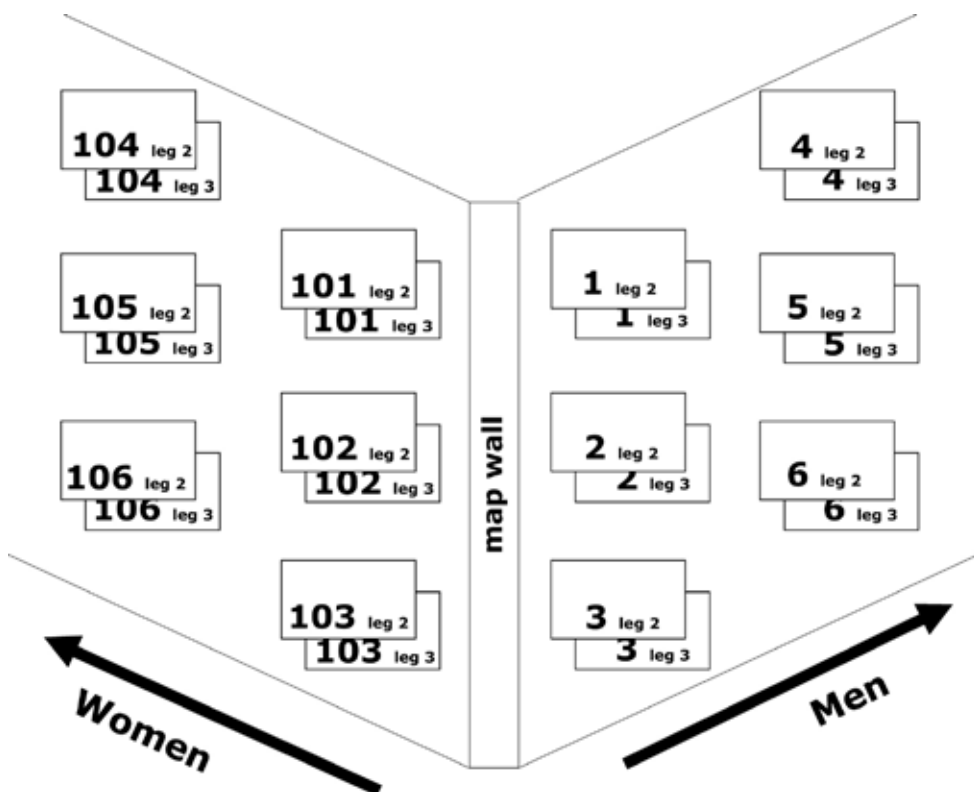 104 leg 2
104 leg 3
105 leg 2
105 leg 3
106 leg 2
106 leg 3
101 leg 2
101 leg 3
102 leg 2
102 leg 3
103 leg 2
103 leg 3
map wall
1 leg 2
1 leg 3
2 leg 2
2 leg 3
3 leg 2
3 leg 3
4 leg 2
4 leg 3
5 leg 2
5 leg 3
6 leg 2
6 leg 3
Women
Men